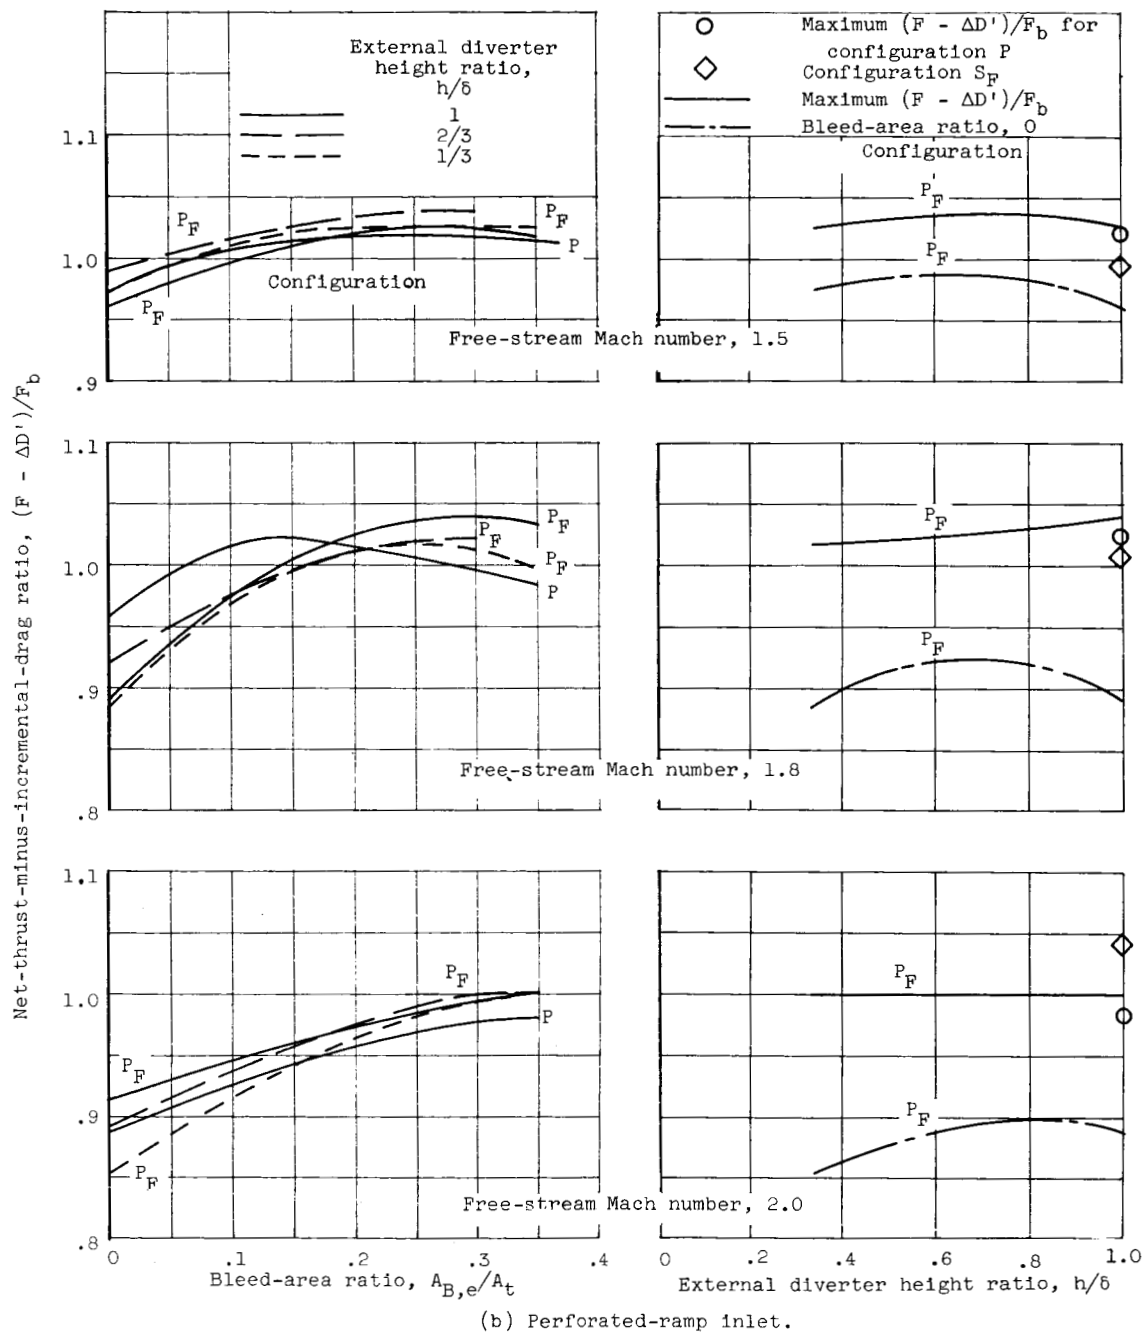 Net-thrust-minus-incremental-drag ratio, (F - ΔD')/F_b
External diverter
height ratio,
h/δ
1
2/3
1/3
1.1
1.0
.9
P_F
P_F
P
Configuration
P_F
Maximum (F - ΔD')/F_b for
configuration P
Configuration S_F
Maximum (F - ΔD')/F_b
Bleed-area ratio, 0
Configuration
P_F
P_F
Free-stream Mach number, 1.5
1.1
1.0
.9
.8
P_F
P_F
P_F
P
P_F
P_F
Free-stream Mach number, 1.8
1.1
1.0
.9
.8
P_F
P_F
P
P_F
P_F
P_F
Free-stream Mach number, 2.0
0 .1 .2 .3 .4
Bleed-area ratio, A_B,e/A_t
0 .2 .4 .6 .8 1.0
External diverter height ratio, h/δ
(b) Perforated-ramp inlet.